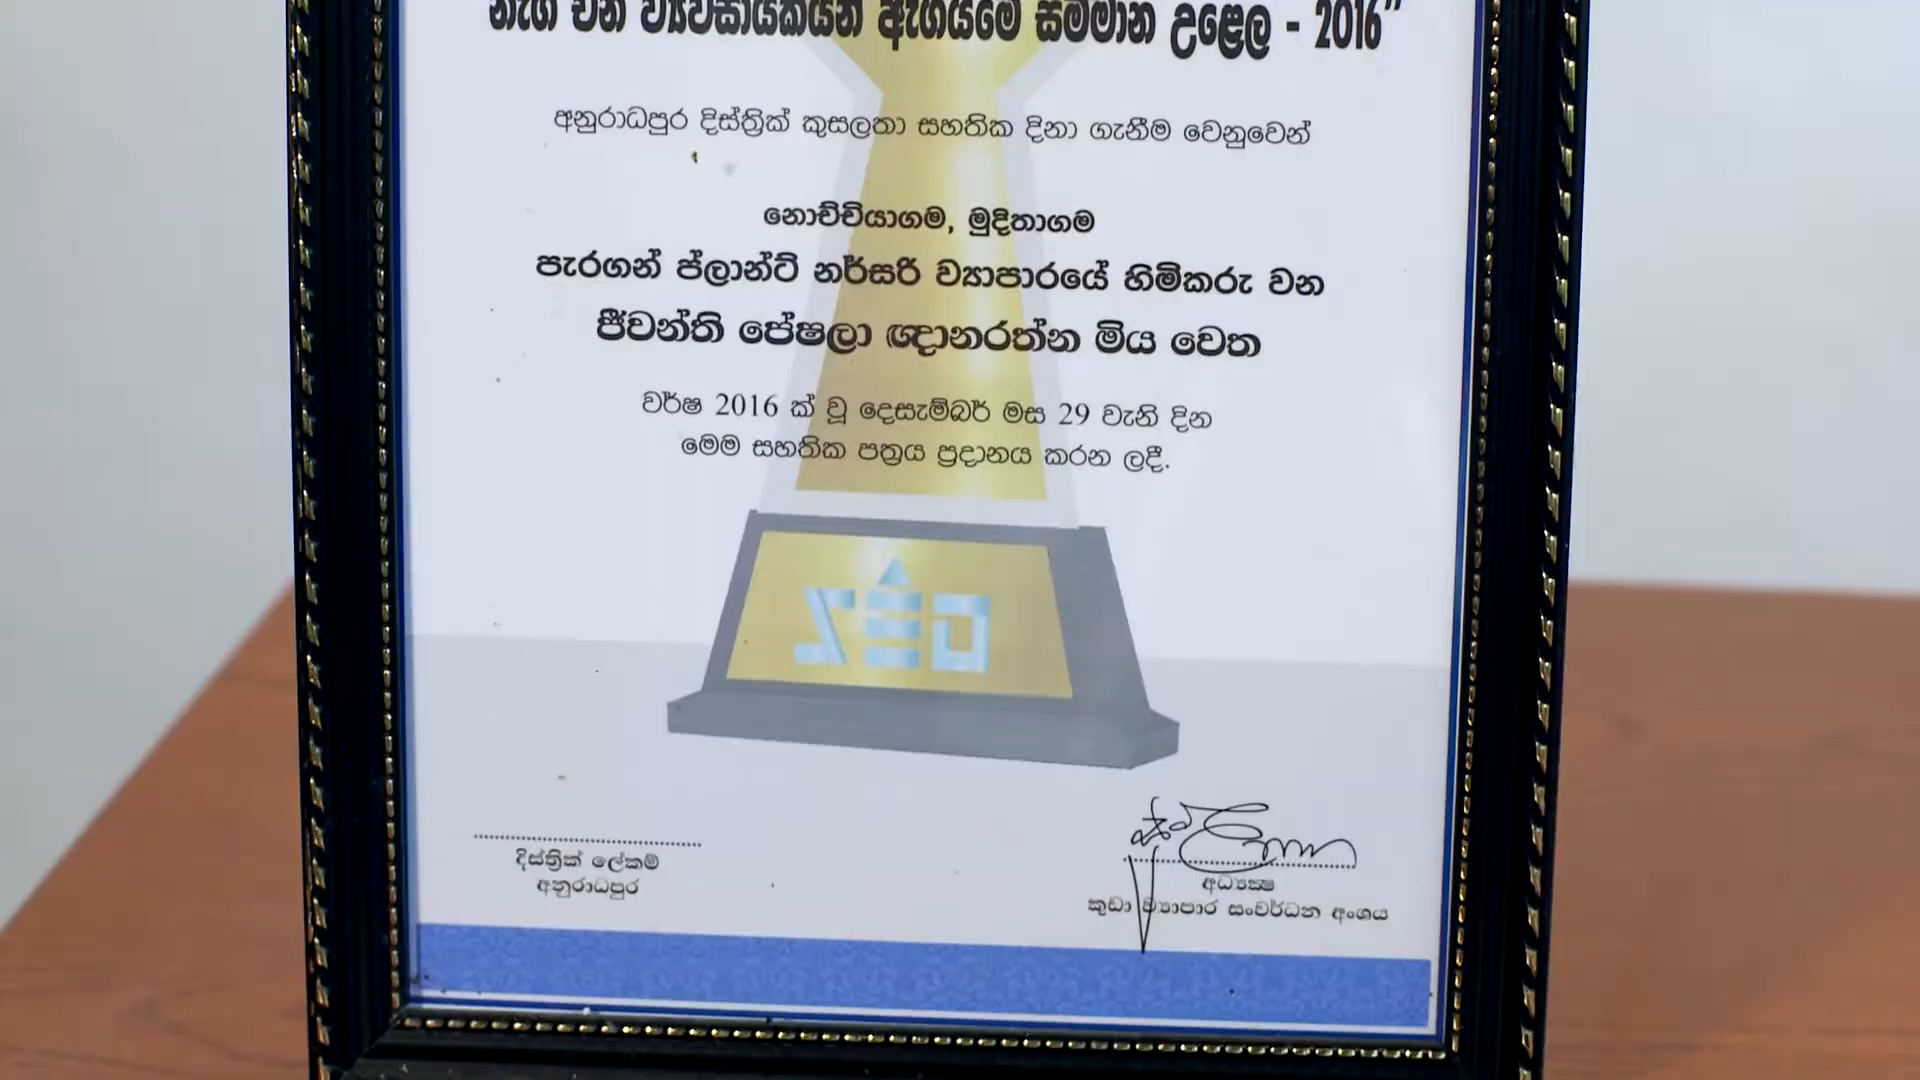 නැගී එන ව්‍යවසායකයින් ඇගයීමේ සම්මාන උළෙල - 2016"
අනුරාධපුර දිස්ත්‍රික් කුසලතා සහතික දිනා ගැනීම වෙනුවෙන්
නොච්චියාගම, මුදිතාගම
පැරගන් ප්ලාන්ට් නර්සරි ව්‍යාපාරයේ හිමිකරු වන
ජීවන්ති පේෂලා ඥානරත්න මිය වෙත
වර්ෂ 2016 ක් වූ දෙසැම්බර් මස 29 වැනි දින
මෙම සහතික පත්‍රය ප්‍රදානය කරන ලදී.
SED
දිස්ත්‍රික් ලේකම්
අනුරාධපුර
අධ්‍යක්‍ෂ
කුඩා ව්‍යාපාර සංවර්ධන අංශය